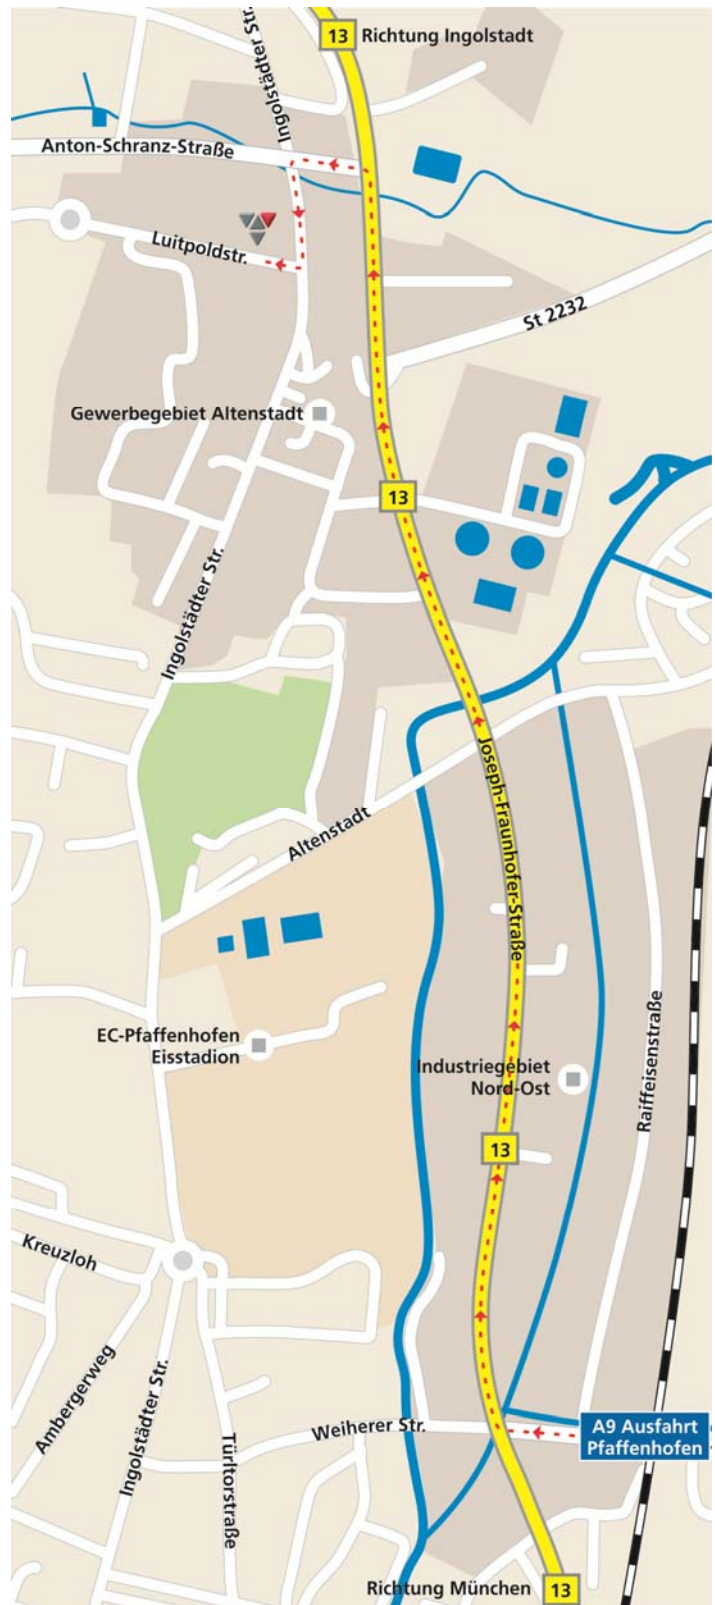 Ingolstädter Str.
13
Richtung Ingolstadt
Anton-Schranz-Straße
Luitpoldstr.
St 2232
Gewerbegebiet Altenstadt
13
Ingolstädter Str.
Joseph-Fraunhofer-Straße
Altenstadt
EC-Pfaffenhofen
Eisstadion
Industriegebiet
Nord-Ost
Raiffeisenstraße
13
Kreuzloh
Ambergerweg
Ingolstädter Str.
Türltorstraße
Weiherer Str.
A9 Ausfahrt
Pfaffenhofen
Richtung München
13